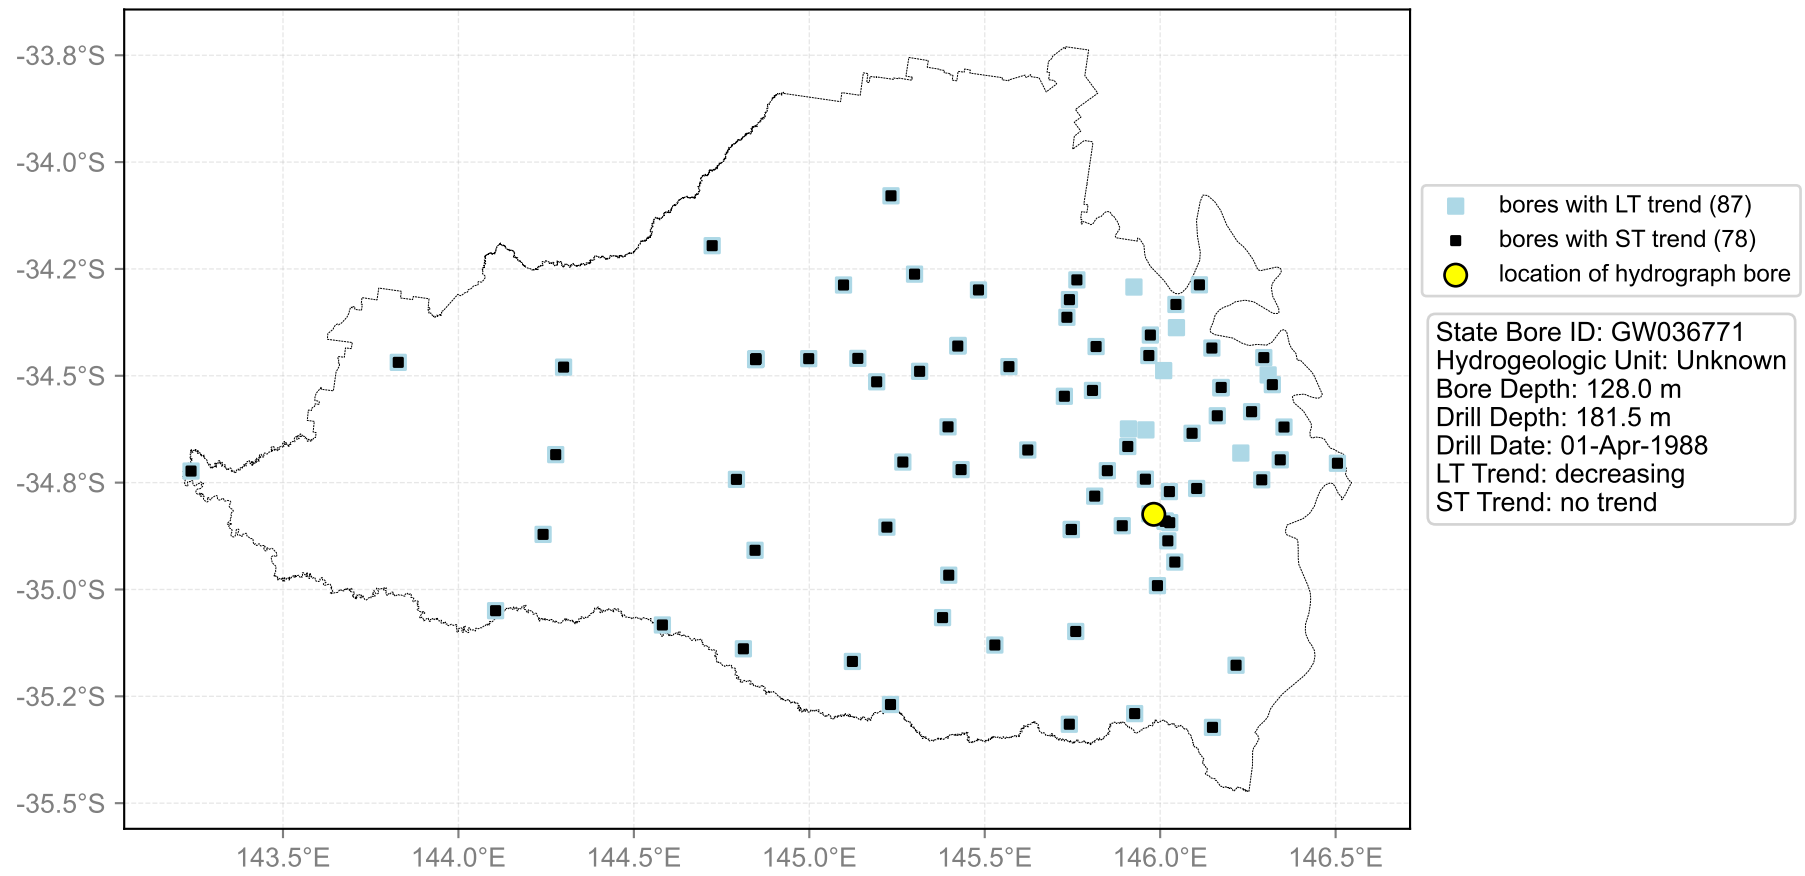 -33.8°S
-34.0°S
-34.2°S
-34.5°S
-34.8°S
-35.0°S
-35.2°S
-35.5°S
143.5°E
144.0°E
144.5°E
145.0°E
145.5°E
146.0°E
146.5°E
bores with LT trend (87)
bores with ST trend (78)
location of hydrograph bore
State Bore ID: GW036771
Hydrogeologic Unit: Unknown
Bore Depth: 128.0 m
Drill Depth: 181.5 m
Drill Date: 01-Apr-1988
LT Trend: decreasing
ST Trend: no trend